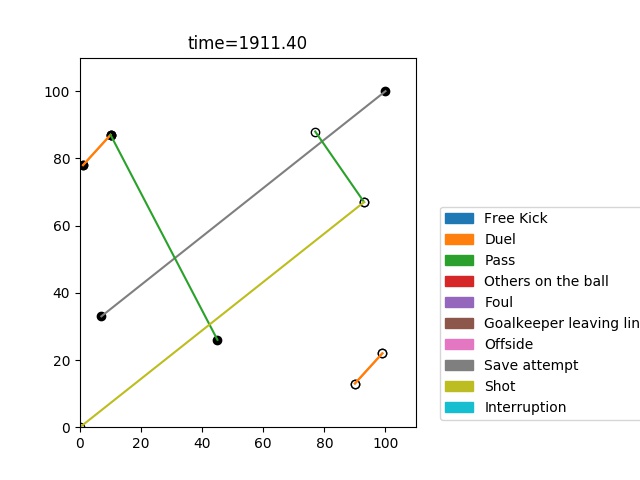 time=1911.40
100
80
60
40
20
0
0 20 40 60 80 100
Free Kick
Duel
Pass
Others on the ball
Foul
Goalkeeper leaving lin
Offside
Save attempt
Shot
Interruption